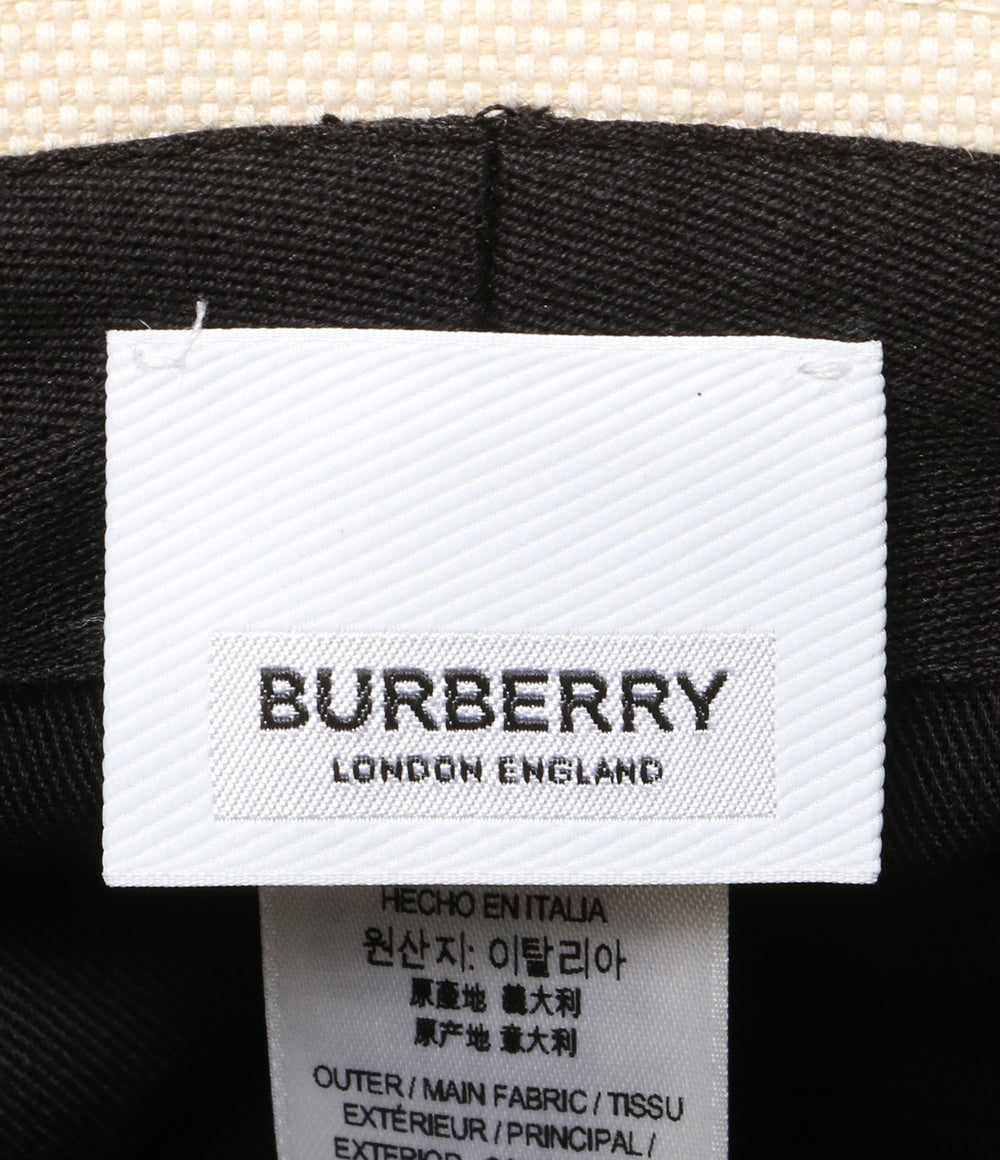 BURBERRY
LONDON ENGLAND
HECHO EN ITALIA
원산지: 이탈리아
原產地 義大利
原产地 意大利
OUTER / MAIN FABRIC / TISSU
EXTÉRIEUR / PRINCIPAL /
EXTERIOR